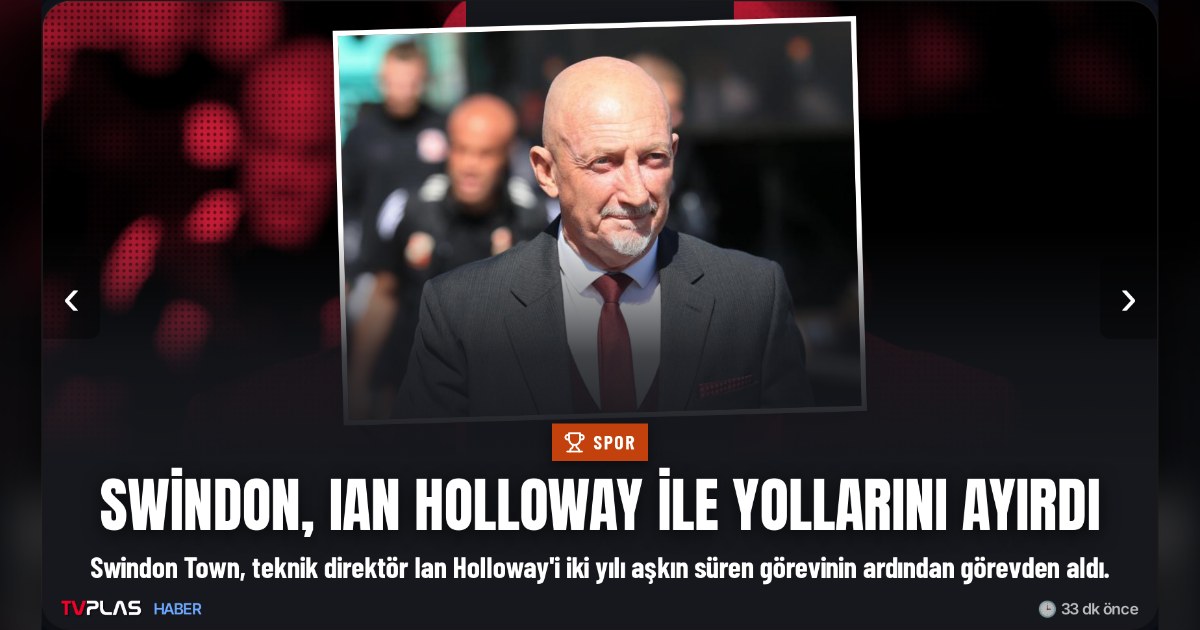 SPOR
SWİNDON, IAN HOLLOWAY İLE YOLLARINI AYIRDI
Swindon Town, teknik direktör Ian Holloway'i iki yılı aşkın süren görevinin ardından görevden aldı.
TVPLAS HABER
33 dk önce